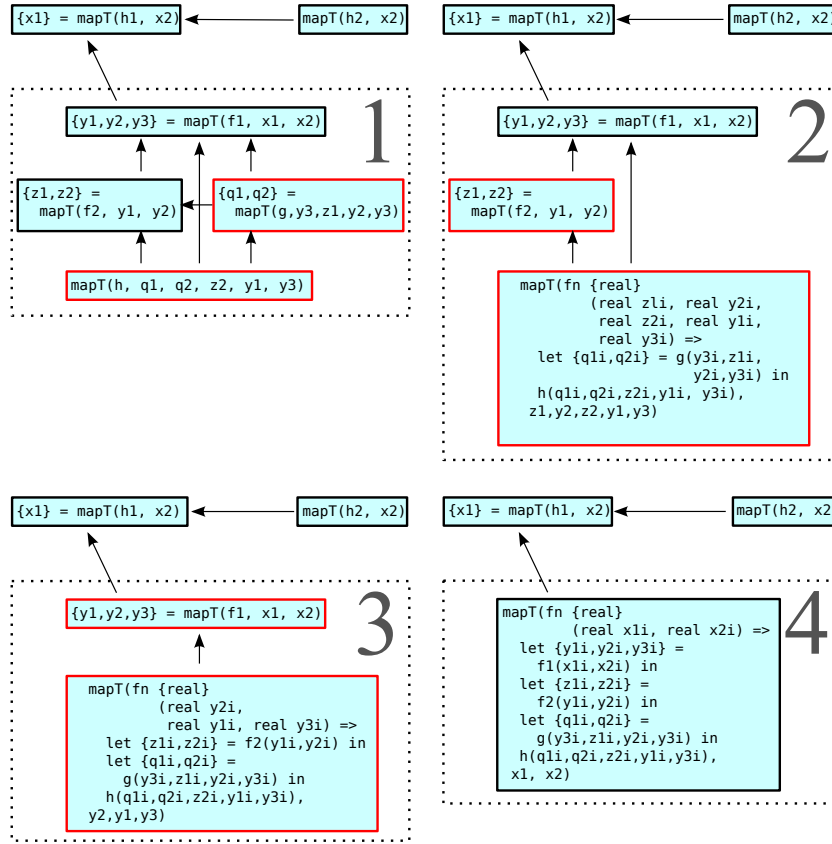 {x1} = mapT(h1, x2)
mapT(h2, x2)
1
{y1,y2,y3} = mapT(f1, x1, x2)
{z1,z2} =
mapT(f2, y1, y2)
{q1,q2} =
mapT(g,y3,z1,y2,y3)
mapT(h, q1, q2, z2, y1, y3)
{x1} = mapT(h1, x2)
mapT(h2, x2)
2
{y1,y2,y3} = mapT(f1, x1, x2)
{z1,z2} =
mapT(f2, y1, y2)
mapT(fn {real}
(real zli, real y2i,
real z2i, real y1i,
real y3i) =>
let {q1i,q2i} = g(y3i,z1i,
y2i,y3i) in
h(q1i,q2i,z2i,y1i, y3i),
z1,y2,z2,y1,y3)
{x1} = mapT(h1, x2)
mapT(h2, x2)
3
{y1,y2,y3} = mapT(f1, x1, x2)
mapT(fn {real}
(real y2i,
real y1i, real y3i) =>
let {z1i,z2i} = f2(y1i,y2i) in
let {q1i,q2i} =
g(y3i,z1i,y2i,y3i) in
h(q1i,q2i,z2i,y1i,y3i),
y2,y1,y3)
{x1} = mapT(h1, x2)
mapT(h2, x2
4
mapT(fn {real}
(real x1i, real x2i) =>
let {y1i,y2i,y3i} =
f1(x1i,x2i) in
let {z1i,z2i} =
f2(y1i,y2i) in
let {q1i,q2i} =
g(y3i,z1i,y2i,y3i) in
h(q1i,q2i,z2i,y1i,y3i),
x1, x2)